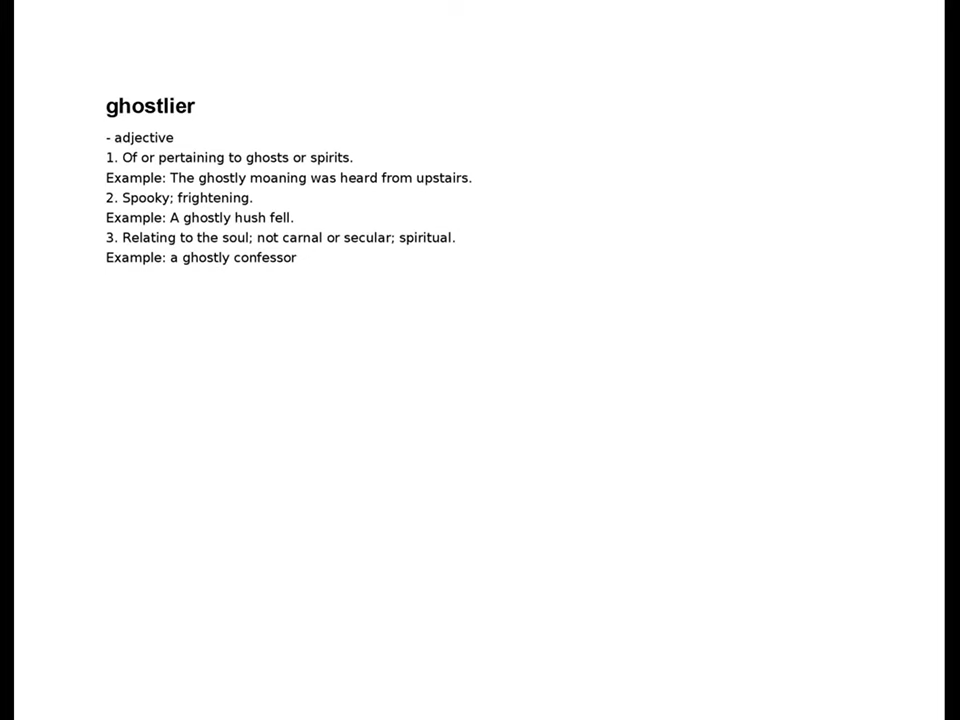 ghostlier
- adjective
1. Of or pertaining to ghosts or spirits.
Example: The ghostly moaning was heard from upstairs.
2. Spooky; frightening.
Example: A ghostly hush fell.
3. Relating to the soul; not carnal or secular; spiritual.
Example: a ghostly confessor